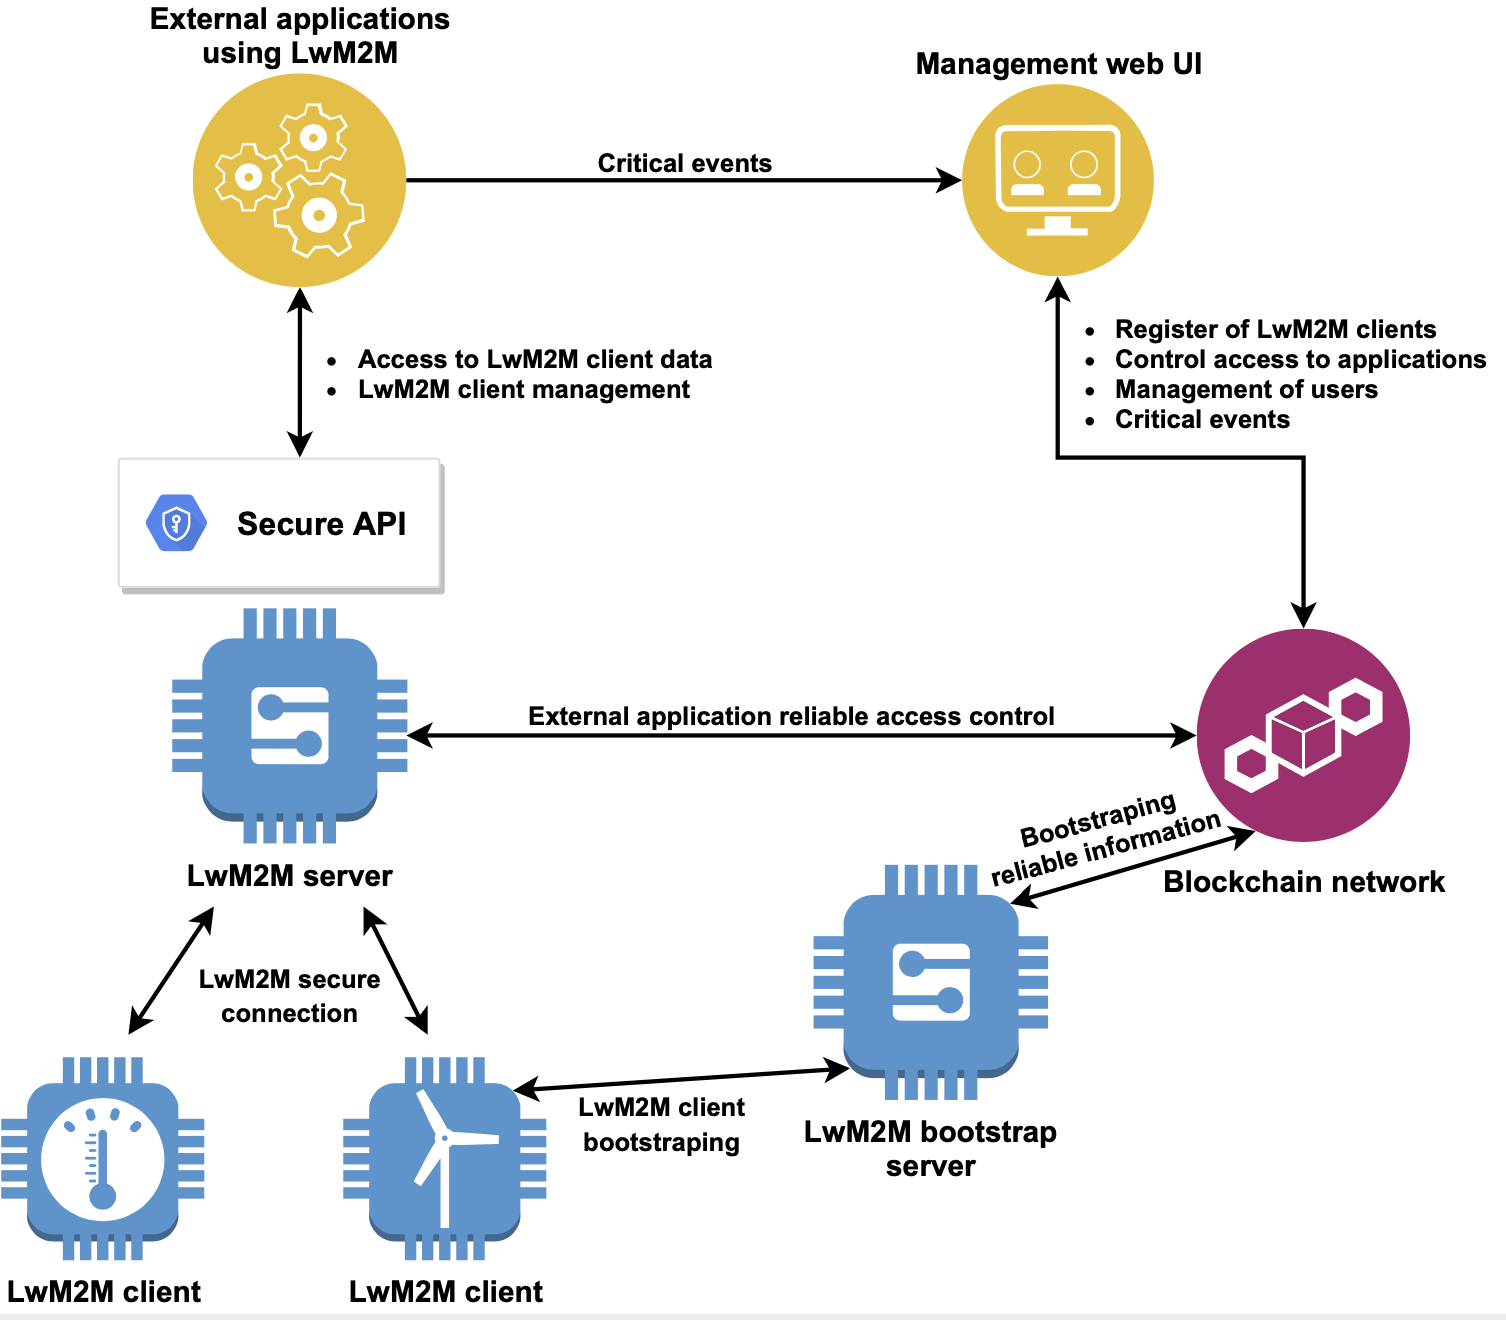 External applications
using LwM2M
Management web UI
Critical events
• Register of LwM2M clients
• Control access to applications
• Management of users
• Critical events
• Access to LwM2M client data
• LwM2M client management
Secure API
External application reliable access control
Bootstraping
reliable information
LwM2M server
Blockchain network
LwM2M secure
connection
LwM2M client
bootstraping
LwM2M bootstrap
server
LwM2M client
LwM2M client